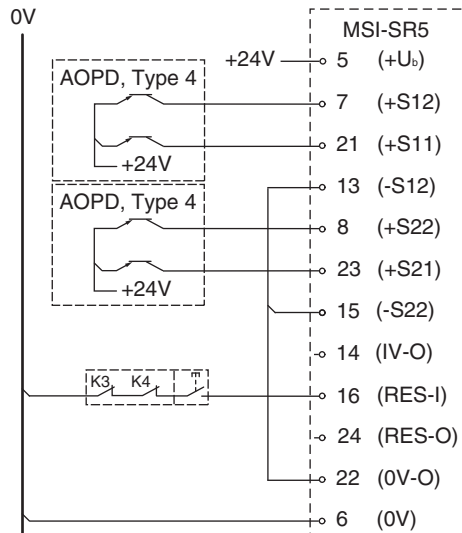 0V
MSI-SR5
+24V 5 (+Ub)
AOPD, Type 4
7 (+S12)
21 (+S11)
+24V
13 (-S12)
AOPD, Type 4
8 (+S22)
23 (+S21)
+24V
15 (-S22)
14 (IV-O)
K3 K4
16 (RES-I)
24 (RES-O)
22 (0V-O)
6 (0V)